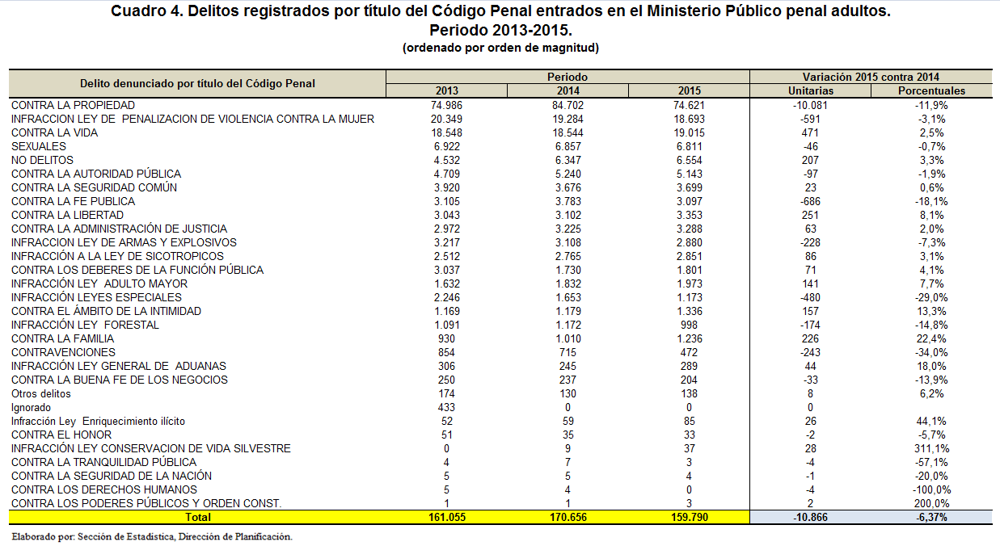 Cuadro 4. Delitos registrados por título del Código Penal entrados en el Ministerio Público penal adultos.
Periodo 2013-2015.
(ordenado por orden de magnitud)
Delito denunciado por título del Código Penal Periodo Variación 2015 contra 2014
2013 2014 2015 Unitarias Porcentuales
CONTRA LA PROPIEDAD 74.986 84.702 74.621 -10.081 -11,9%
INFRACCION LEY DE PENALIZACION DE VIOLENCIA CONTRA LA MUJER 20.349 19.284 18.693 -591 -3,1%
CONTRA LA VIDA 18.548 18.544 19.015 471 2,5%
SEXUALES 6.922 6.857 6.811 -46 -0,7%
NO DELITOS 4.532 6.347 6.554 207 3,3%
CONTRA LA AUTORIDAD PÚBLICA 4.709 5.240 5.143 -97 -1,9%
CONTRA LA SEGURIDAD COMÚN 3.920 3.676 3.699 23 0,6%
CONTRA LA FE PUBLICA 3.105 3.783 3.097 -686 -18,1%
CONTRA LA LIBERTAD 3.043 3.102 3.353 251 8,1%
CONTRA LA ADMINISTRACIÓN DE JUSTICIA 2.972 3.225 3.288 63 2,0%
INFRACCION LEY DE ARMAS Y EXPLOSIVOS 3.217 3.108 2.880 -228 -7,3%
INFRACCIÓN A LA LEY DE SICOTROPICOS 2.512 2.765 2.851 86 3,1%
CONTRA LOS DEBERES DE LA FUNCIÓN PÚBLICA 3.037 1.730 1.801 71 4,1%
INFRACCIÓN LEY ADULTO MAYOR 1.632 1.832 1.973 141 7,7%
INFRACCIÓN LEYES ESPECIALES 2.246 1.653 1.173 -480 -29,0%
CONTRA EL ÁMBITO DE LA INTIMIDAD 1.169 1.179 1.336 157 13,3%
INFRACCIÓN LEY FORESTAL 1.091 1.172 998 -174 -14,8%
CONTRA LA FAMILIA 930 1.010 1.236 226 22,4%
CONTRAVENCIONES 854 715 472 -243 -34,0%
INFRACCIÓN LEY GENERAL DE ADUANAS 306 245 289 44 18,0%
CONTRA LA BUENA FE DE LOS NEGOCIOS 250 237 204 -33 -13,9%
Otros delitos 174 130 138 8 6,2%
Ignorado 433 0 0 0
Infracción Ley Enriquecimiento ilícito 52 59 85 26 44,1%
CONTRA EL HONOR 51 35 33 -2 -5,7%
INFRACCIÓN LEY CONSERVACION DE VIDA SILVESTRE 0 9 37 28 311,1%
CONTRA LA TRANQUILIDAD PÚBLICA 4 7 3 -4 -57,1%
CONTRA LA SEGURIDAD DE LA NACIÓN 5 5 4 -1 -20,0%
CONTRA LOS DERECHOS HUMANOS 5 4 0 -4 -100,0%
CONTRA LOS PODERES PÚBLICOS Y ORDEN CONST. 1 1 3 2 200,0%
Total 161.055 170.656 159.790 -10.866 -6,37%
Elaborado por: Sección de Estadística, Dirección de Planificación.